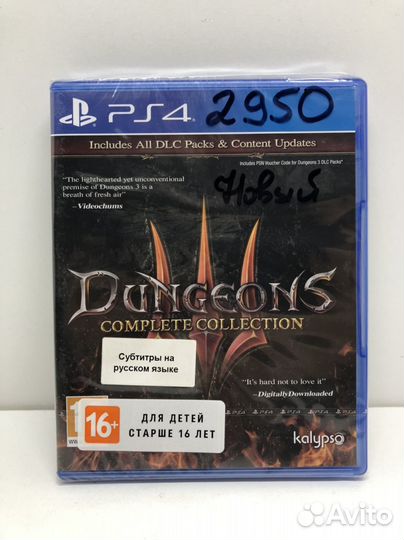 PS4 2950
Includes All DLC Packs & Content Updates
Includes PSN Voucher Code for Dungeons 3 DLC Packs*
"The lighthearted yet unconventional
premise of Dungeons 3 is a
breath of fresh air"
–Videochums
Новый
DUNGEONS
COMPLETE COLLECTION
Субтитры на
русском языке
"It's hard not to love it"
–DigitallyDownloaded
16+
ДЛЯ ДЕТЕЙ
СТАРШЕ 16 ЛЕТ
kalypso
Avito